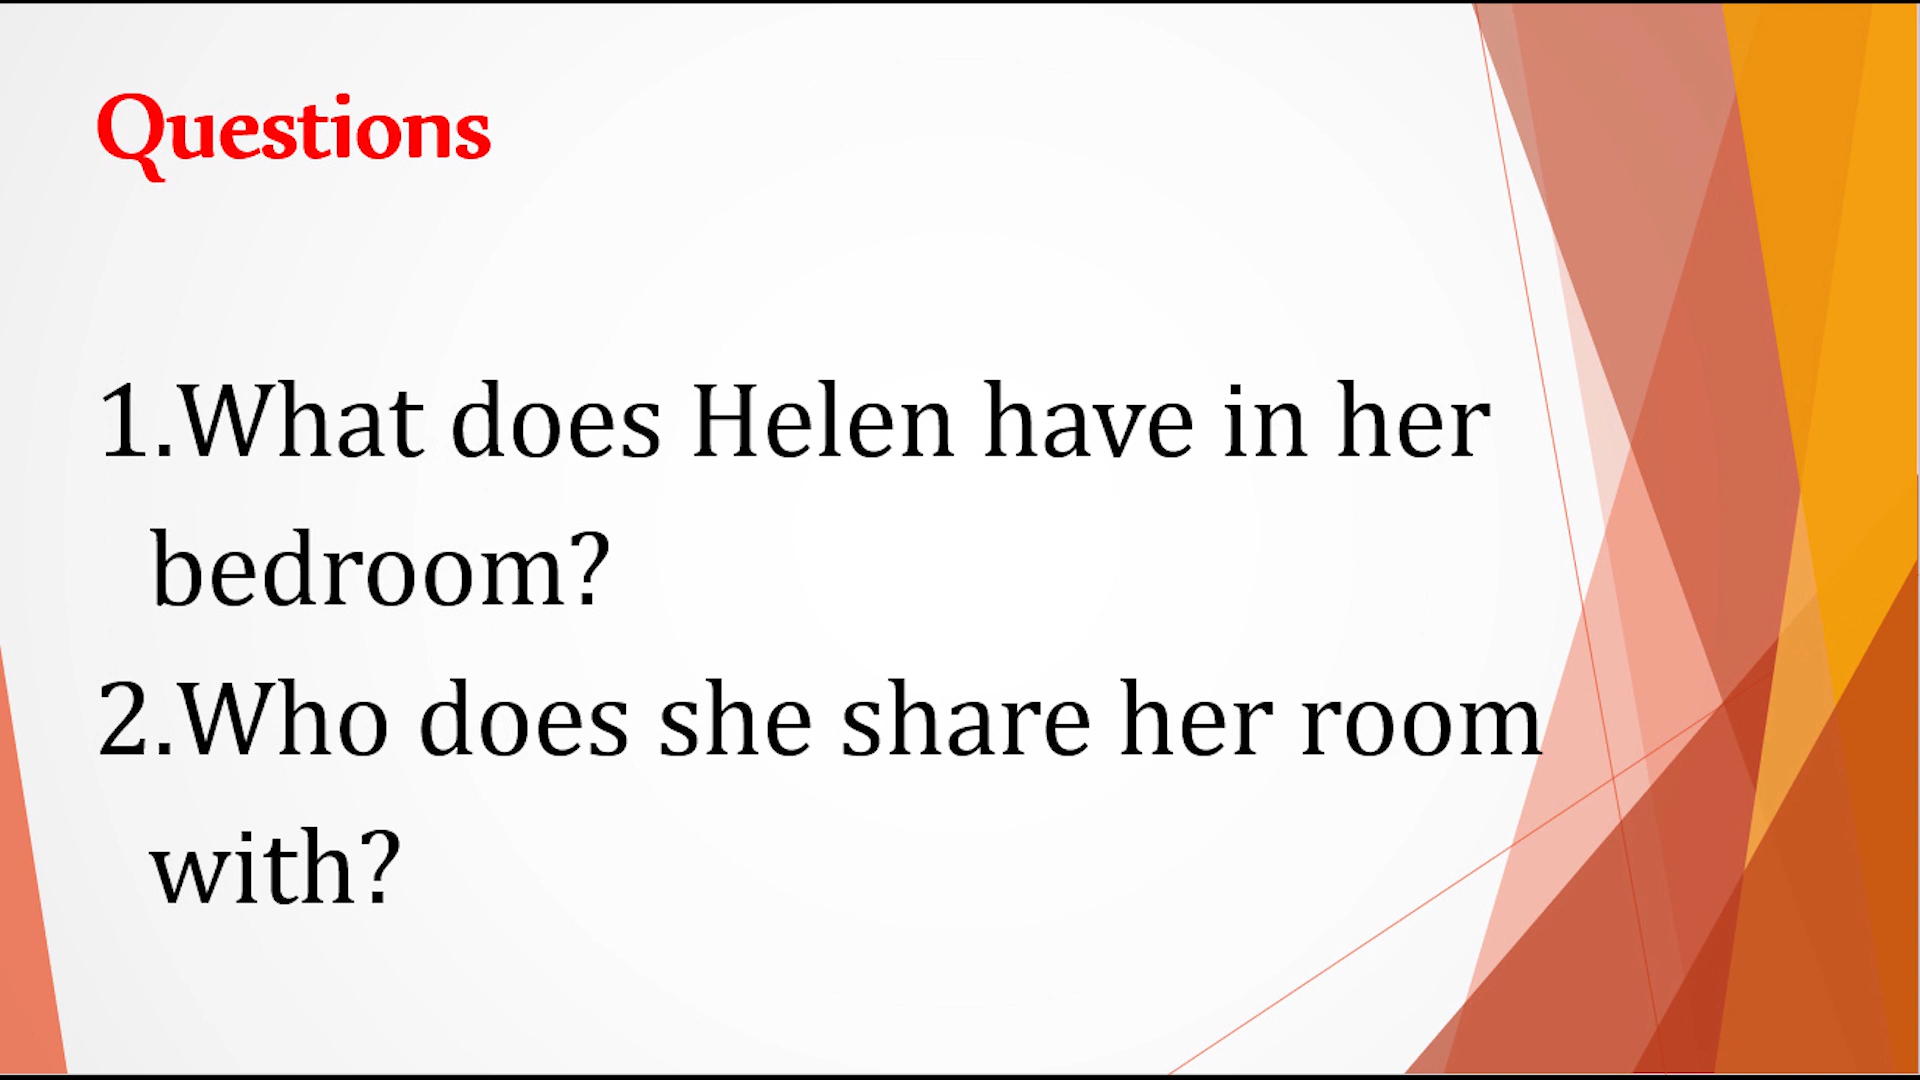 Questions
1.What does Helen have in her
bedroom?
2.Who does she share her room
with?